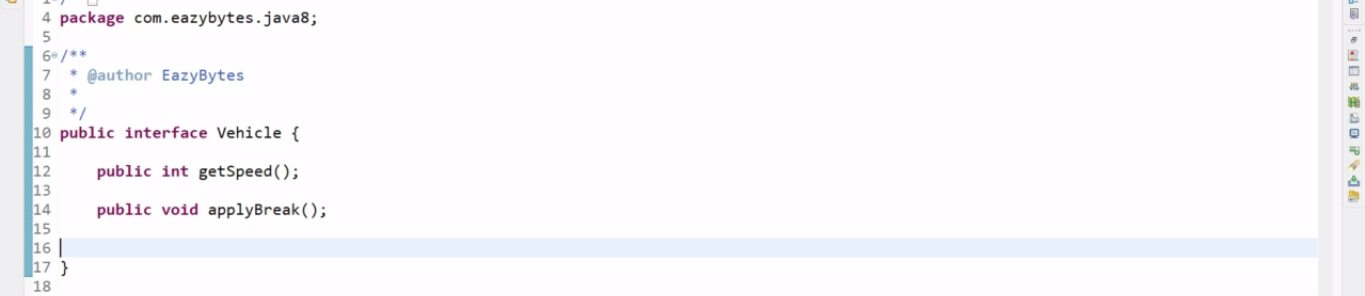 4 package com.eazybytes.java8;
5
6 /**
7  * @author EazyBytes
8  *
9  */
10 public interface Vehicle {
11
12     public int getSpeed();
13
14     public void applyBreak();
15
16
17 }
18